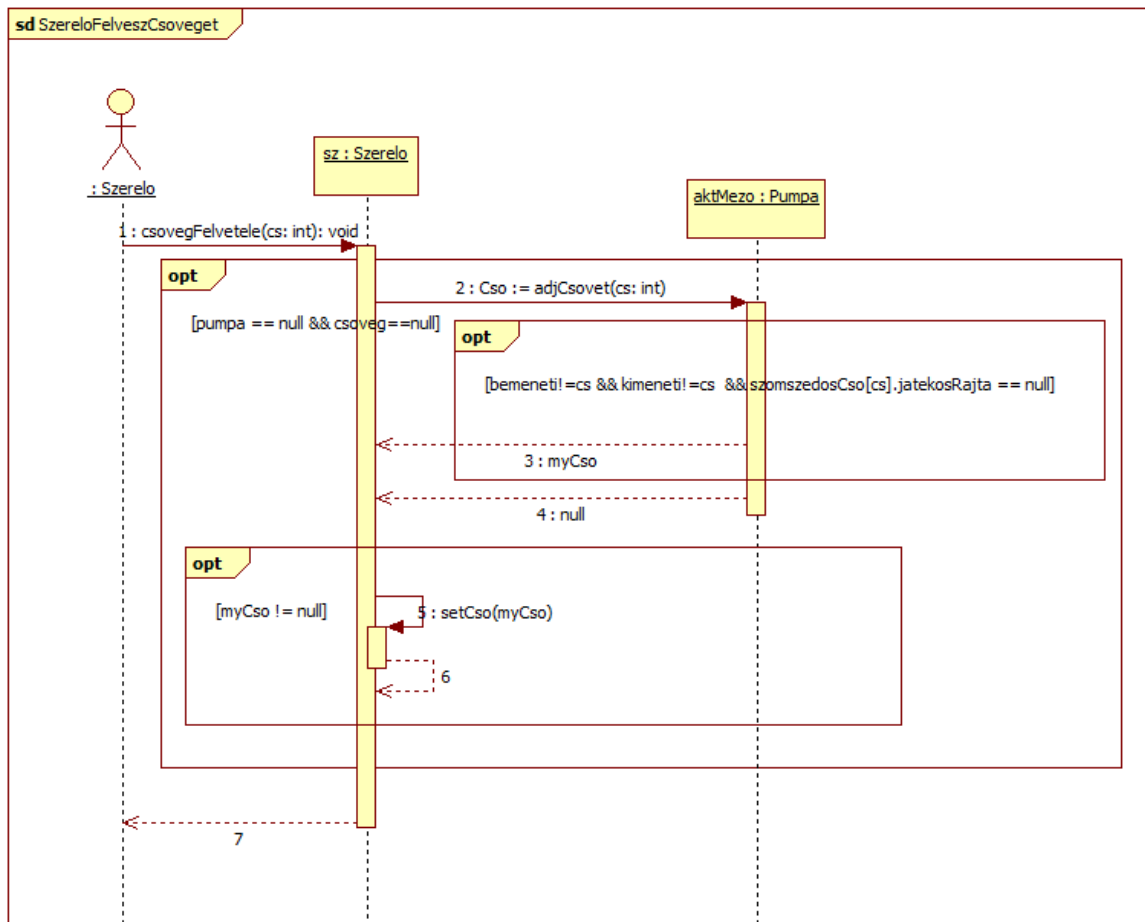 sd SzereloFelveszCsoveget
: Szerelo
sz : Szerelo
aktMezo : Pumpa
1 : csovegFelvetele(cs: int): void
opt
2 : Cso := adjCsovet(cs: int)
[pumpa == null && csoveg==null]
opt
[bemeneti!=cs && kimeneti!=cs && szomszedosCso[cs].jatekosRajta == null]
3 : myCso
4 : null
opt
[myCso != null]
5 : setCso(myCso)
6
7